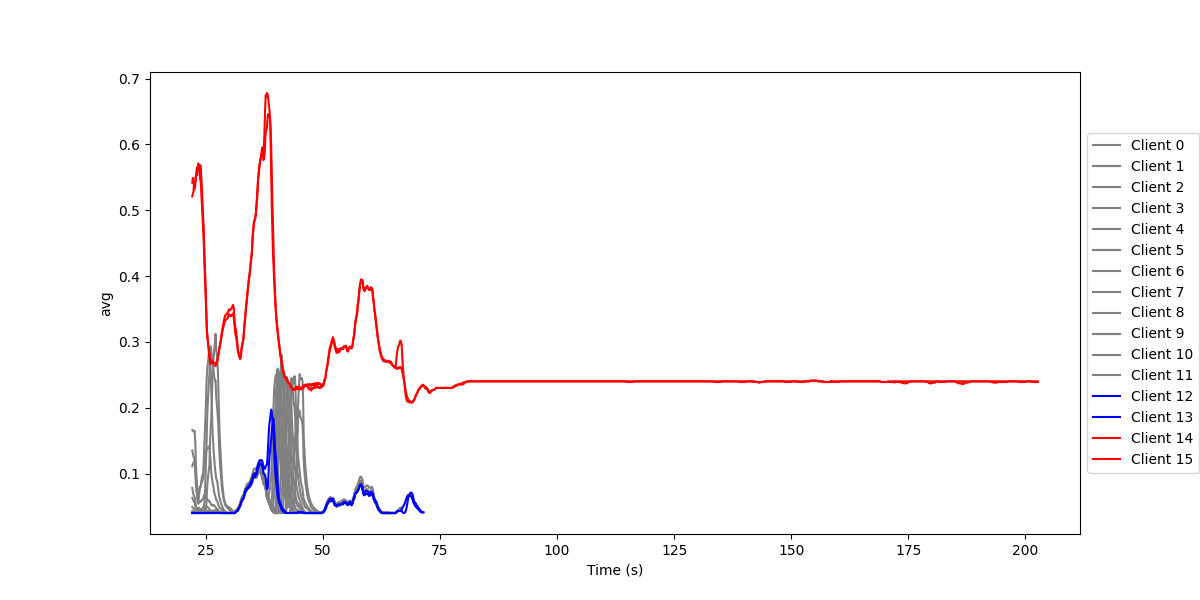 0.7
0.6
0.5
0.4
0.3
0.2
0.1
avg
25 50 75 100 125 150 175 200
Time (s)
Client 0
Client 1
Client 2
Client 3
Client 4
Client 5
Client 6
Client 7
Client 8
Client 9
Client 10
Client 11
Client 12
Client 13
Client 14
Client 15